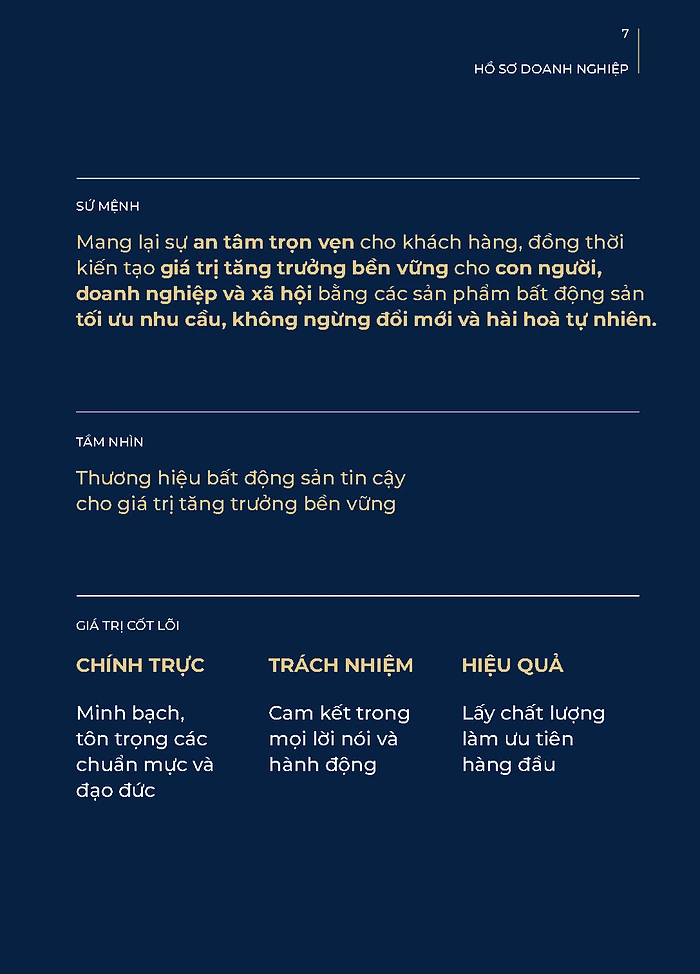 7
HỒ SƠ DOANH NGHIỆP
SỨ MỆNH
Mang lại sự an tâm trọn vẹn cho khách hàng, đồng thời
kiến tạo giá trị tăng trưởng bền vững cho con người,
doanh nghiệp và xã hội bằng các sản phẩm bất động sản
tối ưu nhu cầu, không ngừng đổi mới và hài hoà tự nhiên.
TẦM NHÌN
Thương hiệu bất động sản tin cậy
cho giá trị tăng trưởng bền vững
GIÁ TRỊ CỐT LÕI
CHÍNH TRỰC
Minh bạch,
tôn trọng các
chuẩn mực và
đạo đức
TRÁCH NHIỆM
Cam kết trong
mọi lời nói và
hành động
HIỆU QUẢ
Lấy chất lượng
làm ưu tiên
hàng đầu